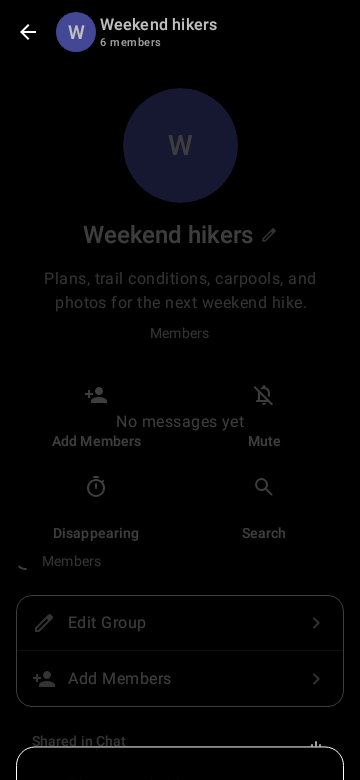 W
Weekend hikers
6 members
W
Weekend hikers
Plans, trail conditions, carpools, and
photos for the next weekend hike.
Members
No messages yet
Add Members
Mute
Disappearing
Search
Members
Edit Group
Add Members
Shared in Chat